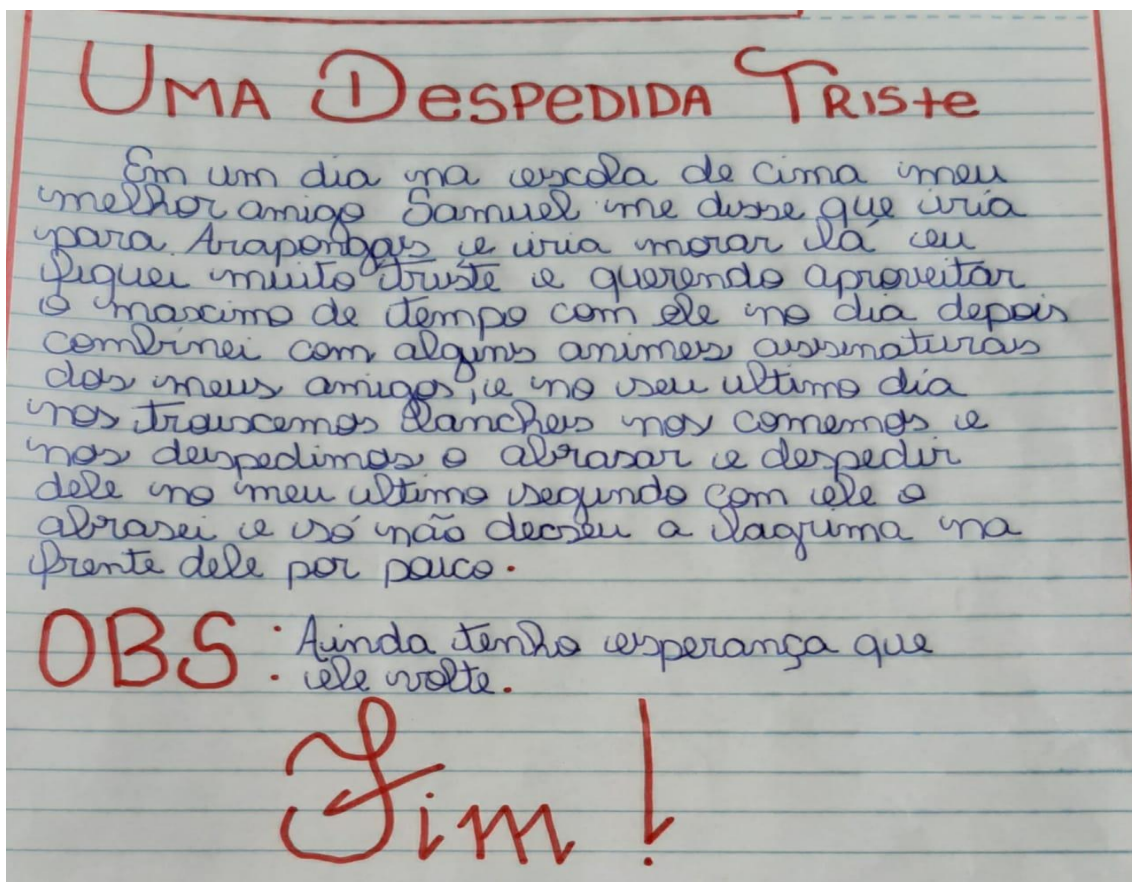 UMA DESPEDIDA TRISTE
Em um dia na escola de cima meu
melhor amigo Samuel me disse que iria
para Arapongas e iria morar lá eu
fiquei muito triste e querendo aproveitar
o maximo de tempo com ele no dia depois
combinei com alguns animes assinaturas
dos meus amigos, e no seu ultimo dia
nos trouscemos lancheis nos comemos e
nos despedimos o abrasar e despedir
dele no meu ultimo segundo com ele o
abrasei e só não decseu a lagrima na
frente dele por pouco.
OBS: Ainda tenho esperança que
ele volte.
Fim!